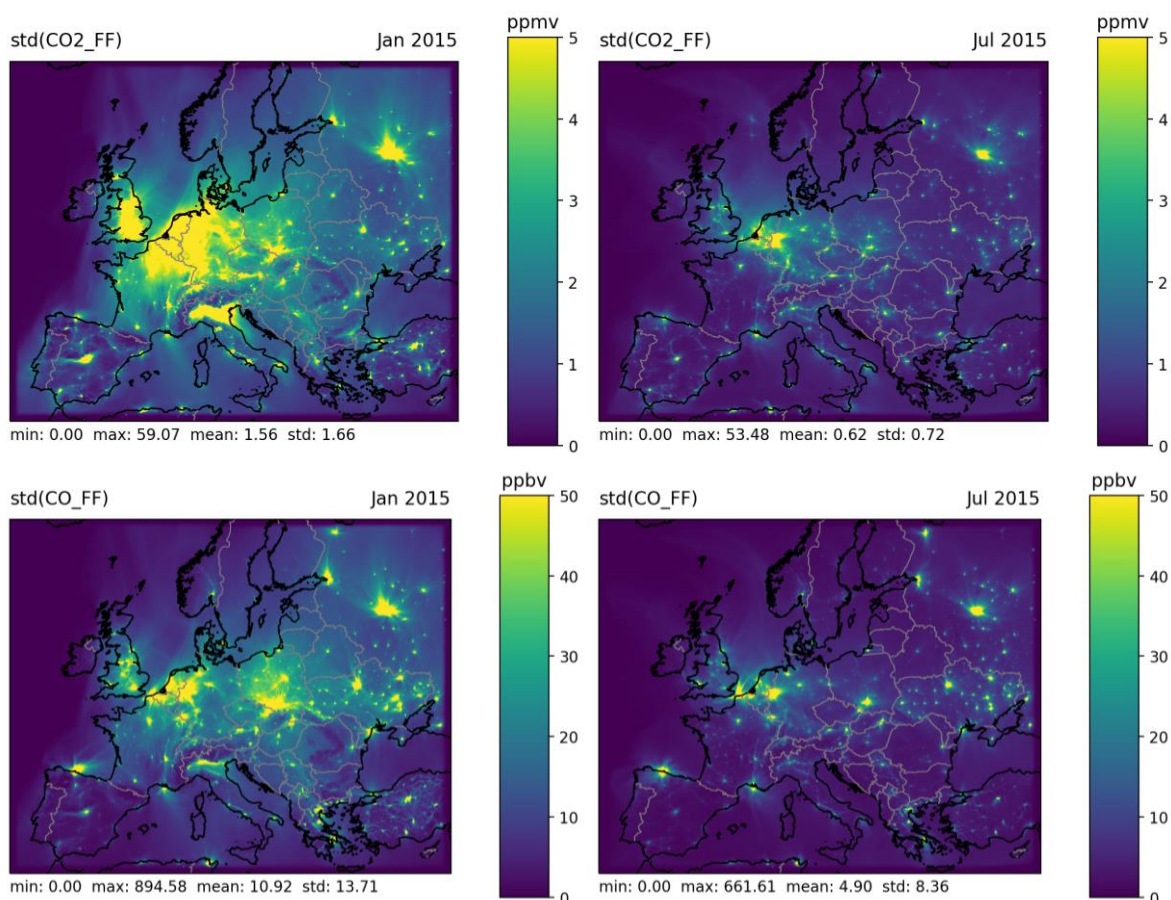 ppmv
std(CO2_FF) Jan 2015
5
4
3
2
1
0
min: 0.00 max: 59.07 mean: 1.56 std: 1.66
ppmv
std(CO2_FF) Jul 2015
5
4
3
2
1
0
min: 0.00 max: 53.48 mean: 0.62 std: 0.72
ppbv
std(CO_FF) Jan 2015
50
40
30
20
10
0
min: 0.00 max: 894.58 mean: 10.92 std: 13.71
ppbv
std(CO_FF) Jul 2015
50
40
30
20
10
0
min: 0.00 max: 661.61 mean: 4.90 std: 8.36